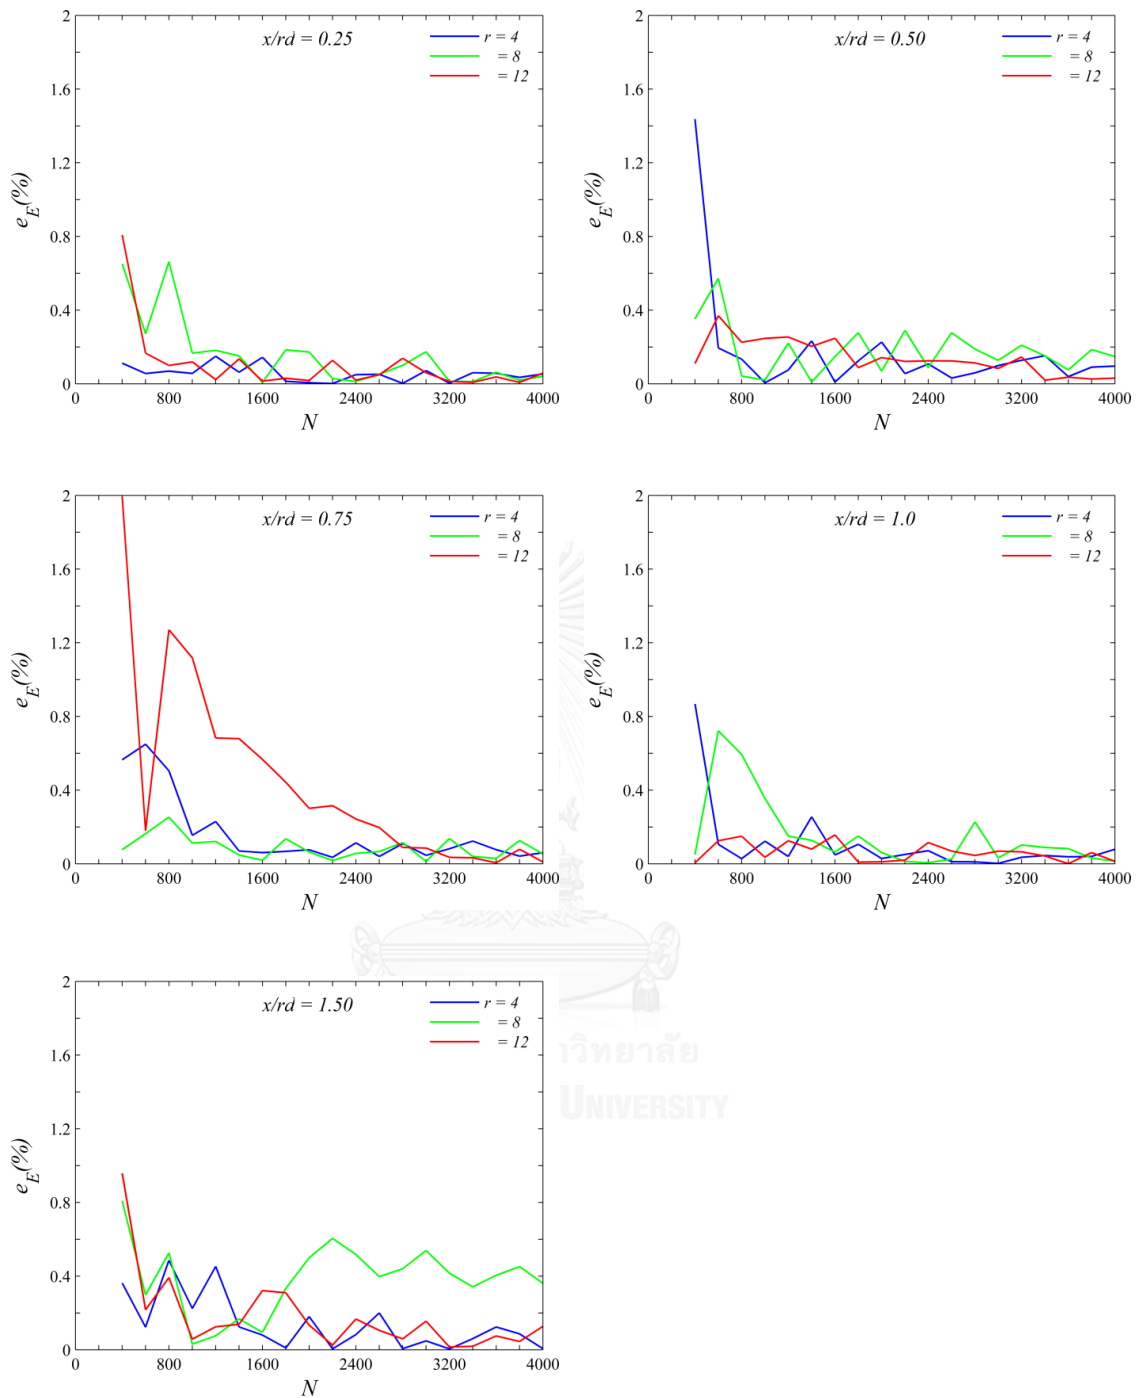 2
x/rd = 0.25
r = 4
= 8
= 12
1.6
1.2
e_E(%)
0.8
0.4
0
0 800 1600 2400 3200 4000
N
2
x/rd = 0.50
r = 4
= 8
= 12
1.6
1.2
e_E(%)
0.8
0.4
0
0 800 1600 2400 3200 4000
N
2
x/rd = 0.75
r = 4
= 8
= 12
1.6
1.2
e_E(%)
0.8
0.4
0
0 800 1600 2400 3200 4000
N
2
x/rd = 1.0
r = 4
= 8
= 12
1.6
1.2
e_E(%)
0.8
0.4
0
0 800 1600 2400 3200 4000
N
2
x/rd = 1.50
r = 4
= 8
= 12
1.6
1.2
e_E(%)
0.8
0.4
0
0 800 1600 2400 3200 4000
N
UNIVERSITY